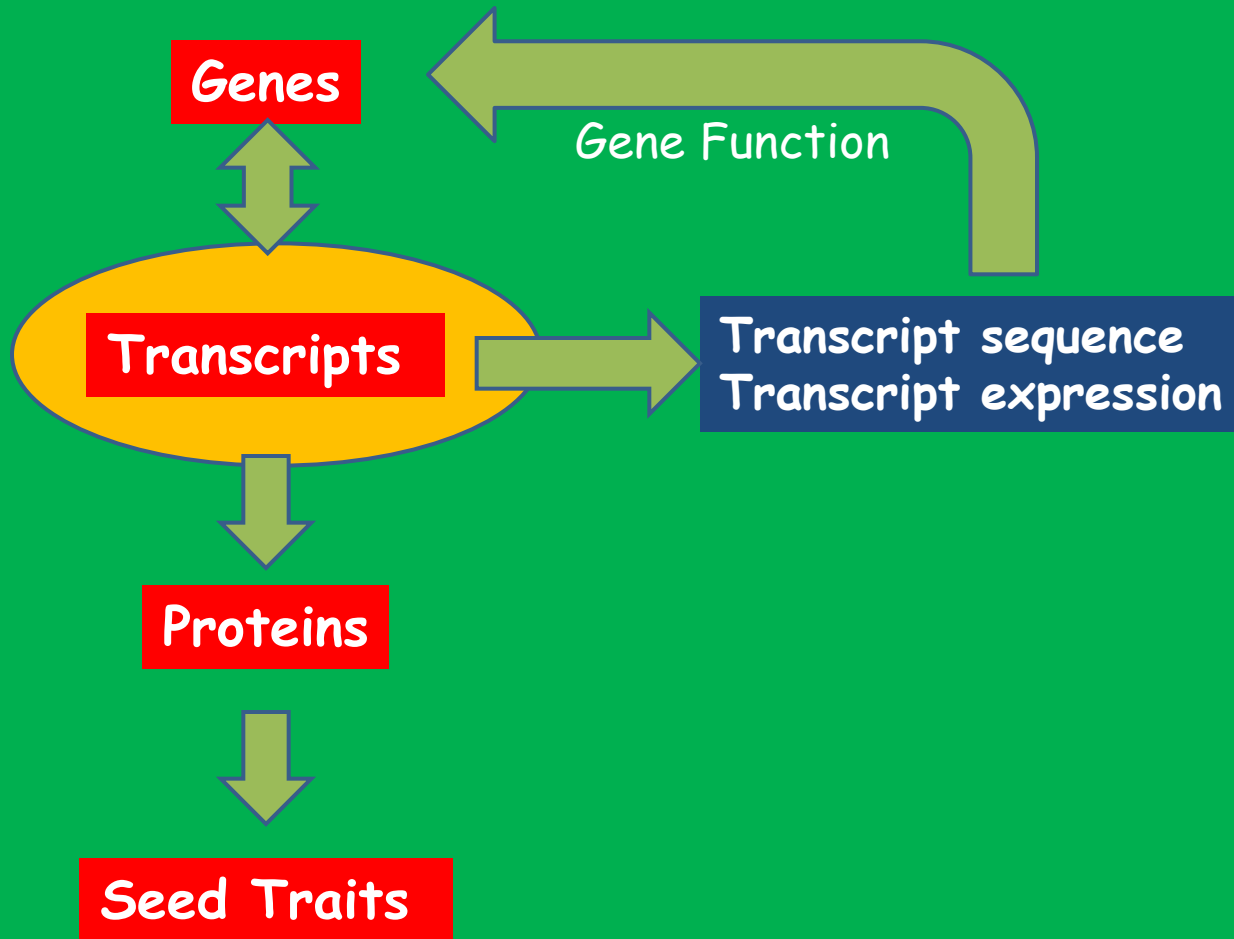 Genes
Gene Function
Transcripts
Transcript sequence
Transcript expression
Proteins
Seed Traits